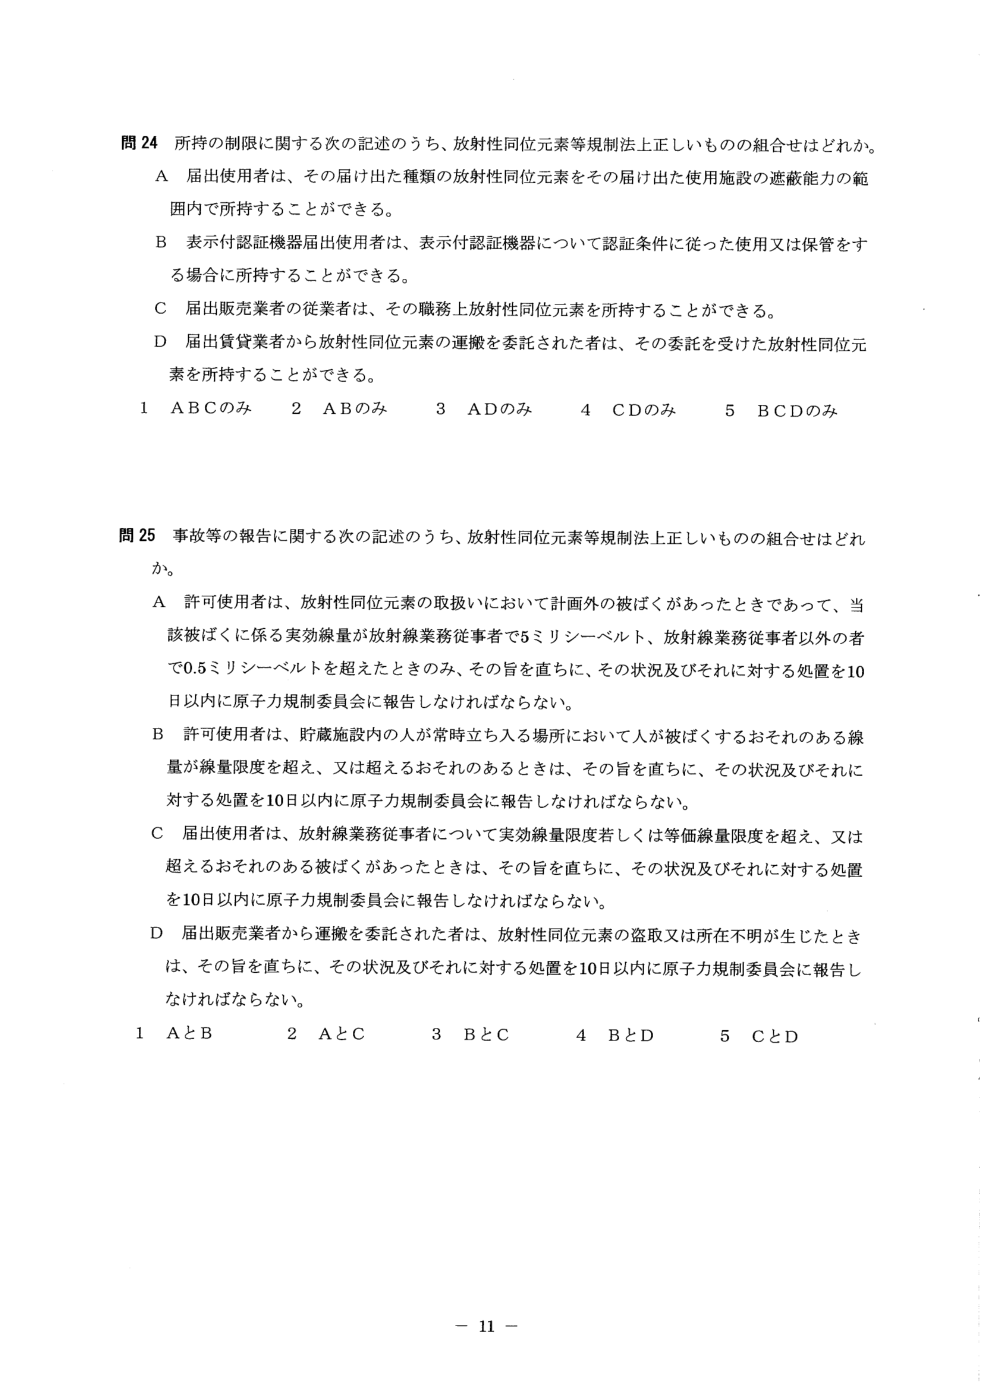 問24 所持の制限に関する次の記述のうち、放射性同位元素等規制法上正しいものの組合せはどれか。
A 届出使用者は、その届け出た種類の放射性同位元素をその届け出た使用施設の遮蔽能力の範
囲内で所持することができる。
B 表示付認証機器届出使用者は、表示付認証機器について認証条件に従った使用又は保管をす
る場合に所持することができる。
C 届出販売業者の従業者は、その職務上放射性同位元素を所持することができる。
D 届出賃貸業者から放射性同位元素の運搬を委託された者は、その委託を受けた放射性同位元
素を所持することができる。
1 ABCのみ 2 ABのみ 3 ADのみ 4 CDのみ 5 BCDのみ
問25 事故等の報告に関する次の記述のうち、放射性同位元素等規制法上正しいものの組合せはどれ
か。
A 許可使用者は、放射性同位元素の取扱いにおいて計画外の被ばくがあったときであって、当
該被ばくに係る実効線量が放射線業務従事者で5ミリシーベルト、放射線業務従事者以外の者
で0.5ミリシーベルトを超えたときのみ、その旨を直ちに、その状況及びそれに対する処置を10
日以内に原子力規制委員会に報告しなければならない。
B 許可使用者は、貯蔵施設内の人が常時立ち入る場所において人が被ばくするおそれのある線
量が線量限度を超え、又は超えるおそれのあるときは、その旨を直ちに、その状況及びそれに
対する処置を10日以内に原子力規制委員会に報告しなければならない。
C 届出使用者は、放射線業務従事者について実効線量限度若しくは等価線量限度を超え、又は
超えるおそれのある被ばくがあったときは、その旨を直ちに、その状況及びそれに対する処置
を10日以内に原子力規制委員会に報告しなければならない。
D 届出販売業者から運搬を委託された者は、放射性同位元素の盗取又は所在不明が生じたとき
は、その旨を直ちに、その状況及びそれに対する処置を10日以内に原子力規制委員会に報告し
なければならない。
1 AとB 2 AとC 3 BとC 4 BとD 5 CとD
― 11 ―